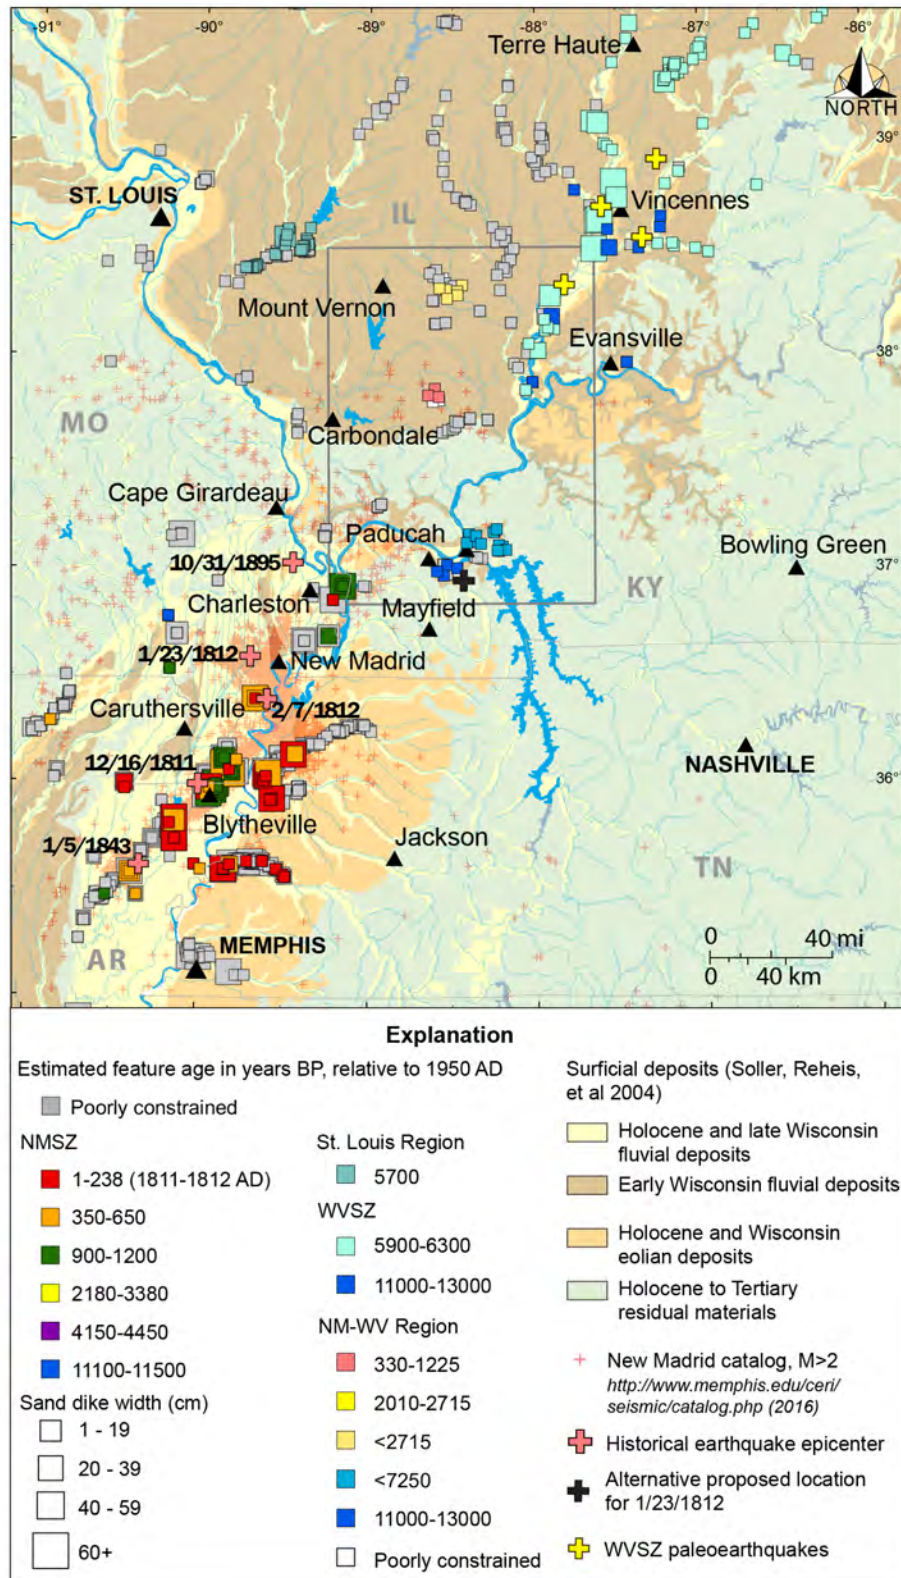 -91°
-90°
-89°
-88°
-87°
-86°
Terre Haute
NORTH
39°
39°
ST. LOUIS
IL
Vincennes
Mount Vernon
Evansville
38°
38°
MO
Carbondale
Cape Girardeau
Paducah
10/31/1895
Bowling Green
37°
37°
Charleston
Mayfield
KY
1/23/1812
New Madrid
Caruthersville
2/7/1812
12/16/1811
NASHVILLE
36°
36°
Blytheville
1/5/1843
Jackson
TN
AR
MEMPHIS
0 40 mi
0 40 km
Explanation
Estimated feature age in years BP, relative to 1950 AD
Poorly constrained
NMSZ
1-238 (1811-1812 AD)
350-650
900-1200
2180-3380
4150-4450
11100-11500
Sand dike width (cm)
1 - 19
20 - 39
40 - 59
60+
St. Louis Region
5700
WVSZ
5900-6300
11000-13000
NM-WV Region
330-1225
2010-2715
<2715
<7250
11000-13000
Poorly constrained
Surficial deposits (Soller, Reheis,
et al 2004)
Holocene and late Wisconsin
fluvial deposits
Early Wisconsin fluvial deposits
Holocene and Wisconsin
eolian deposits
Holocene to Tertiary
residual materials
New Madrid catalog, M>2
http://www.memphis.edu/ceri/
seismic/catalog.php (2016)
Historical earthquake epicenter
Alternative proposed location
for 1/23/1812
WVSZ paleoearthquakes